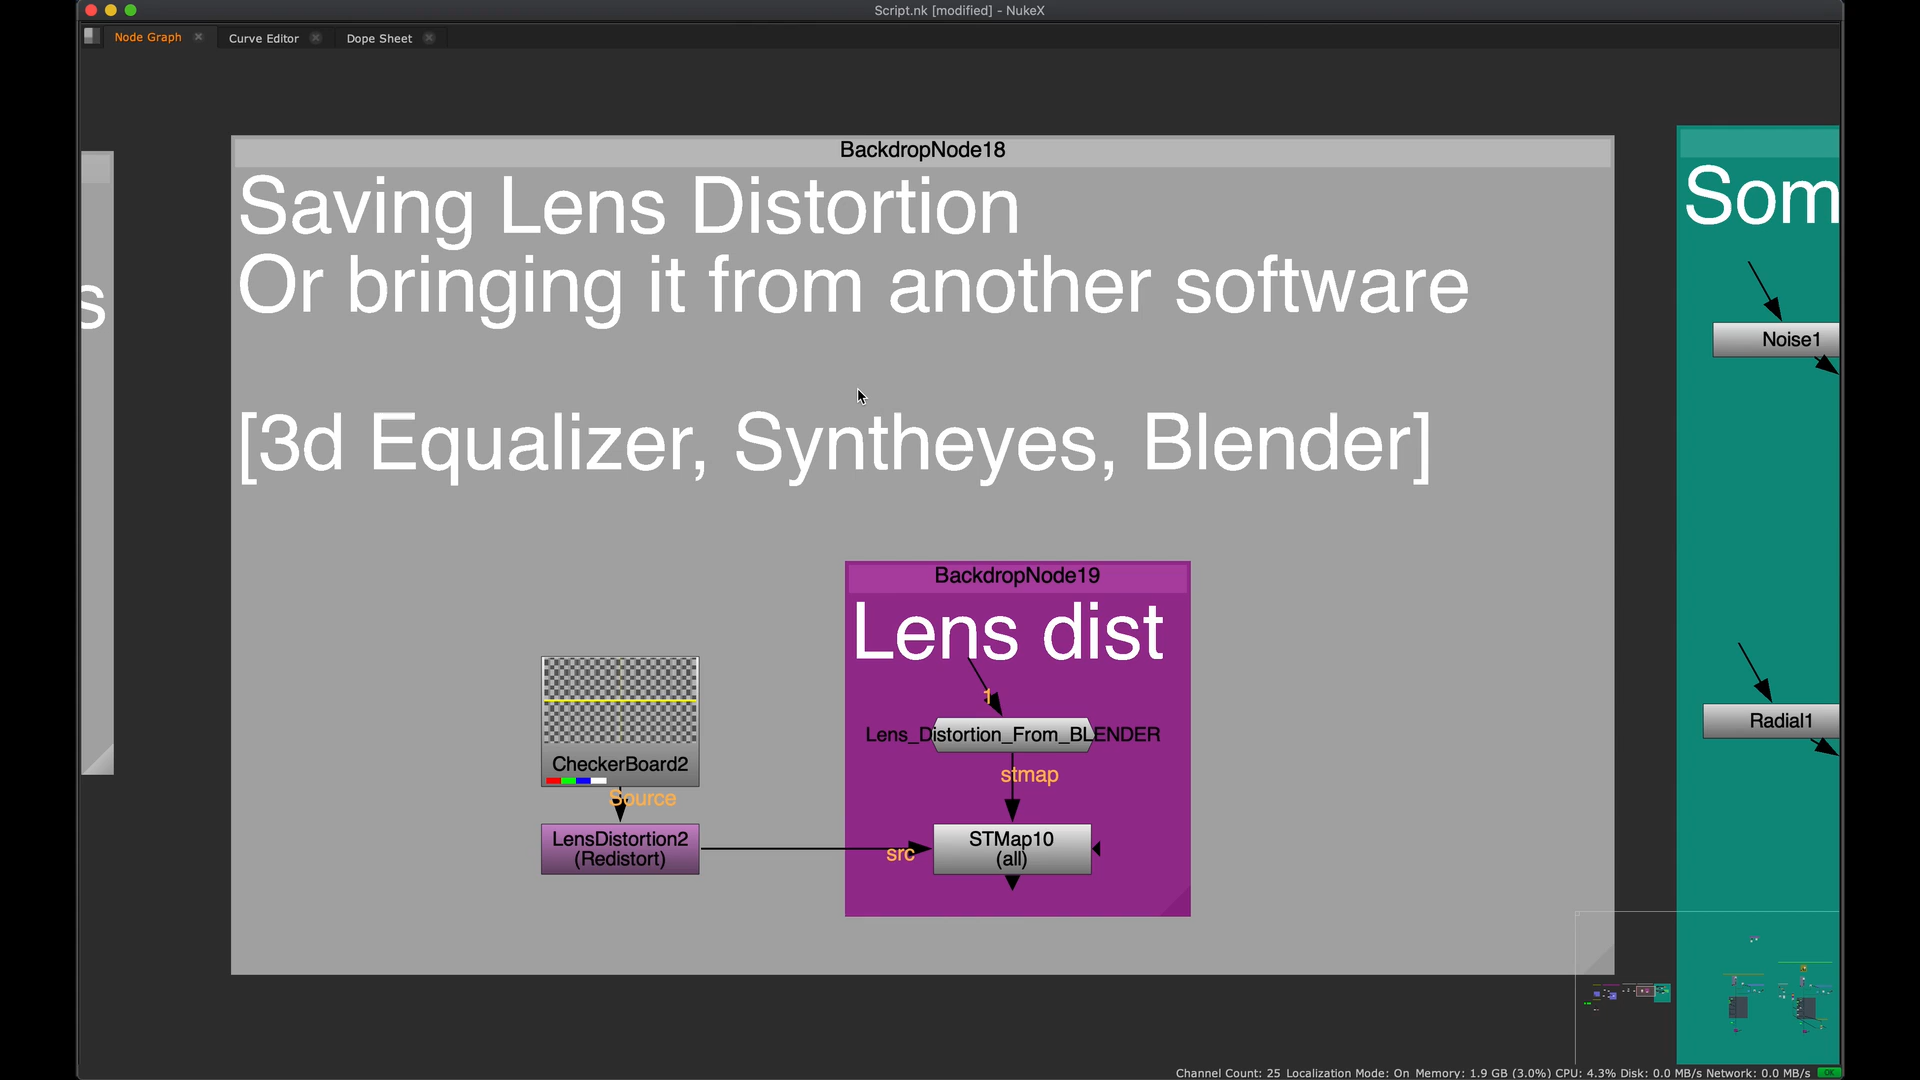 Script.nk [modified] - NukeX
Node Graph
Curve Editor
Dope Sheet
BackdropNode18
Saving Lens Distortion
Or bringing it from another software
[3d Equalizer, Syntheyes, Blender]
s
Som
Noise1
Radial1
BackdropNode19
Lens dist
1
Lens_Distortion_From_BLENDER
stmap
CheckerBoard2
Source
LensDistortion2
(Redistort)
src
STMap10
(all)
Channel Count: 25 Localization Mode: On Memory: 1.9 GB (3.0%) CPU: 4.3% Disk: 0.0 MB/s Network: 0.0 MB/s
OK